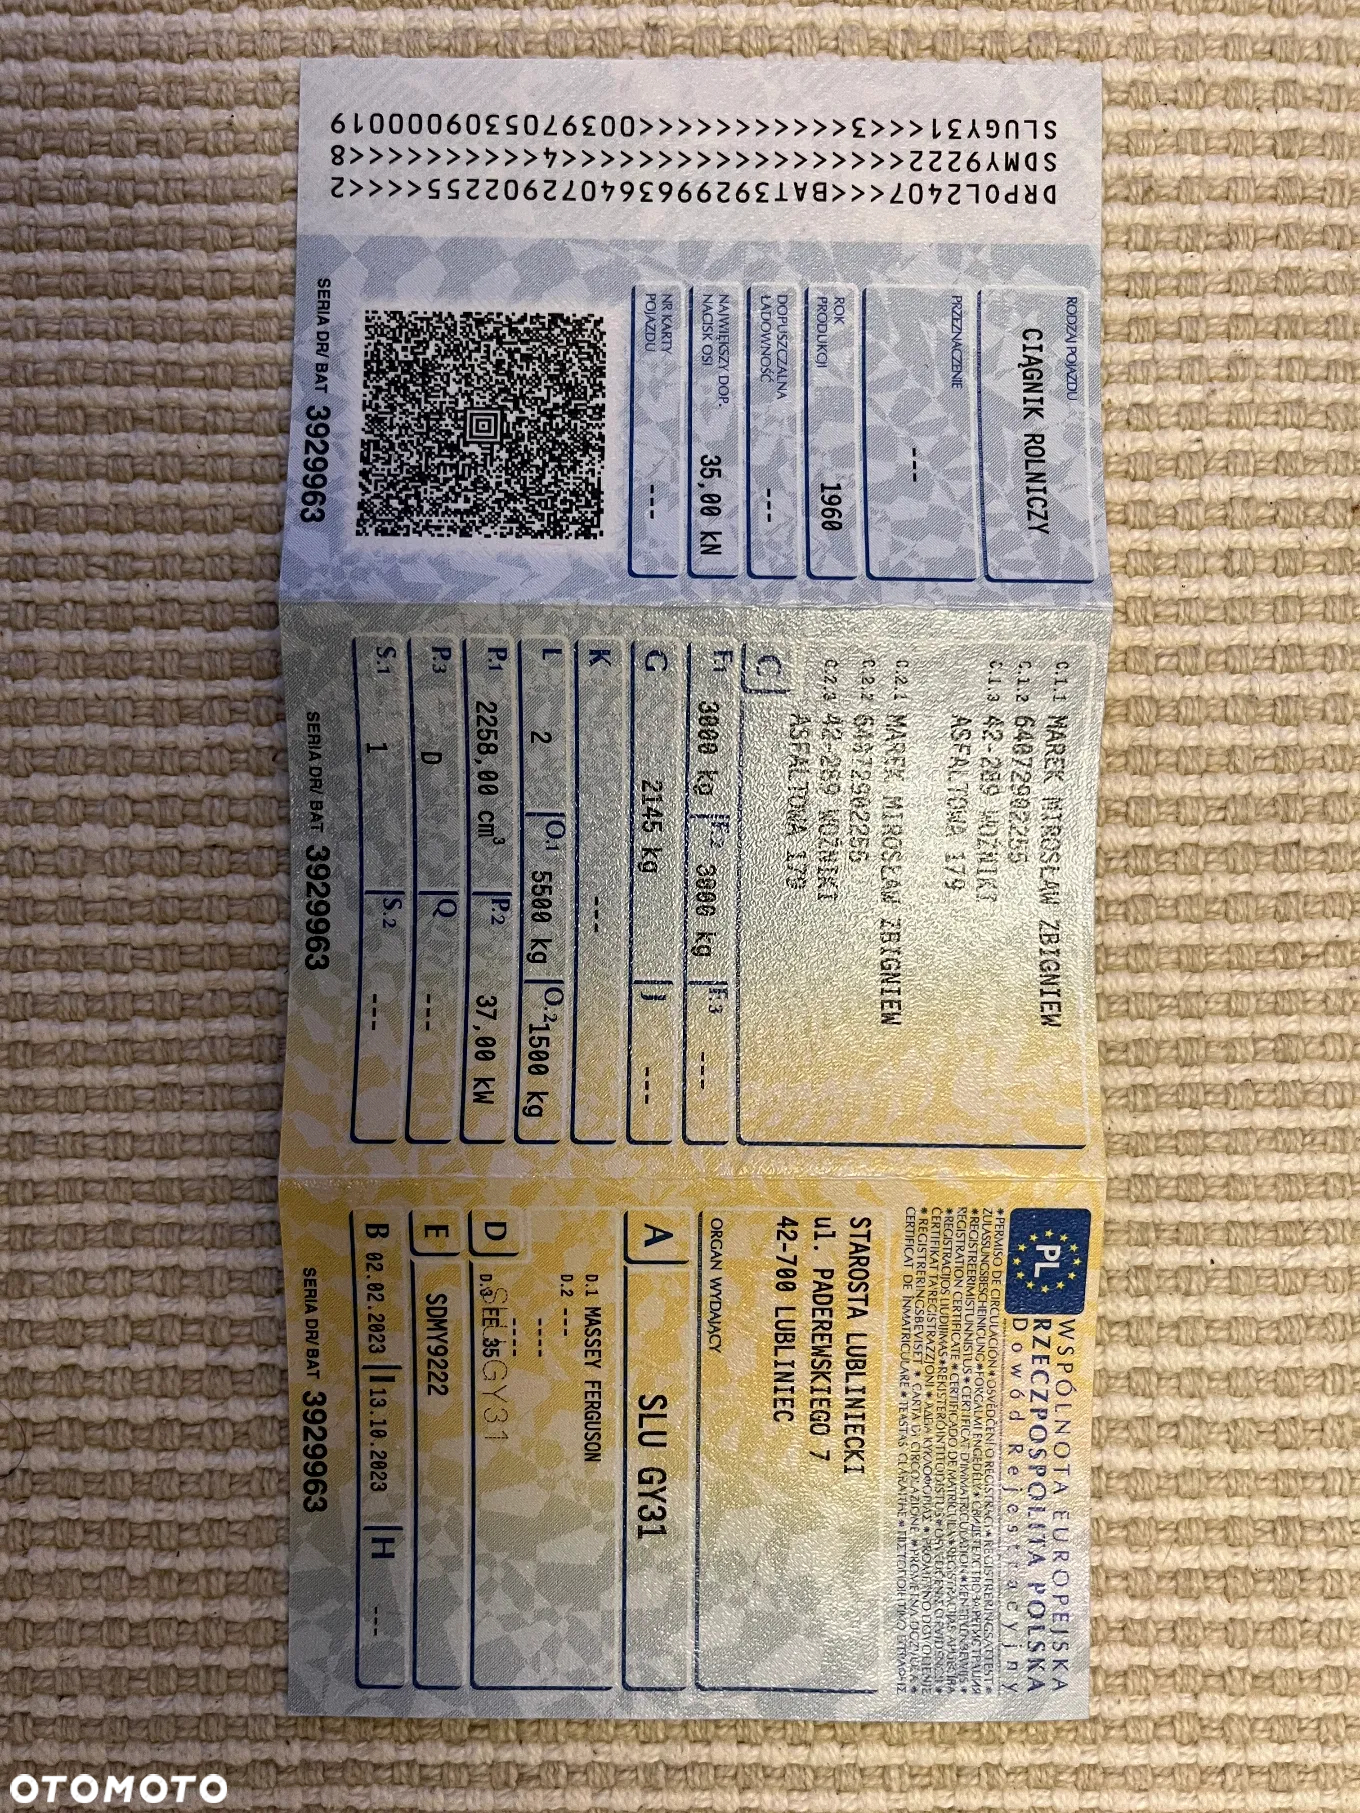 WSPÓLNOTA EUROPEJSKA
RZECZPOSPOLITA POLSKA
Dowód Rejestracyjny
PL
STAROSTA LUBLINIECKI
ul. PADEREWSKIEGO 7
42-700 LUBLINIEC
ORGAN WYDAJĄCY
A SLU GY31
D
D.1 MASSEY FERGUSON
D.2 ---
----
----
D.3 FE 35
SLUGY31
E SDMY9222
B 02.02.2023 I 13.10.2023 H ---
SERIA DR/ BAT 3929963
C.1.1 MAREK MIROSŁAW ZBIGNIEW
C.1.2 64072902255
C.1.3 42-289 WOŹNIKI
ASFALTOWA 179
C.2.1 MAREK MIROSŁAW ZBIGNIEW
C.2.2 64072902255
C.2.3 42-289 WOŹNIKI
ASFALTOWA 179
C
F.1 3000 kg F.2 3000 kg F.3 ---
G 2145 kg J ---
K ---
L 2 O.1 5500 kg O.2 1500 kg
P.1 2258,00 cm³ P.2 37,00 kW
P.3 D Q ---
S.1 1 S.2 ---
SERIA DR/ BAT 3929963
RODZAJ POJAZDU
CIĄGNIK ROLNICZY
PRZEZNACZENIE
---
ROK PRODUKCJI
1960
DOPUSZCZALNA ŁADOWNOŚĆ
---
NAJWIĘKSZY DOP. NACISK OSI
35,00 kN
NR KARTY POJAZDU
---
SERIA DR/ BAT 3929963
DRPOL2407<<BAT39299636407290225‌5<<<<2
SDMY9222<<<<<<<<<<<<<<4<<<<<<<<8
SLUGY31<<<3<<<<<<<<<<0039705309000019
OTOMOTO